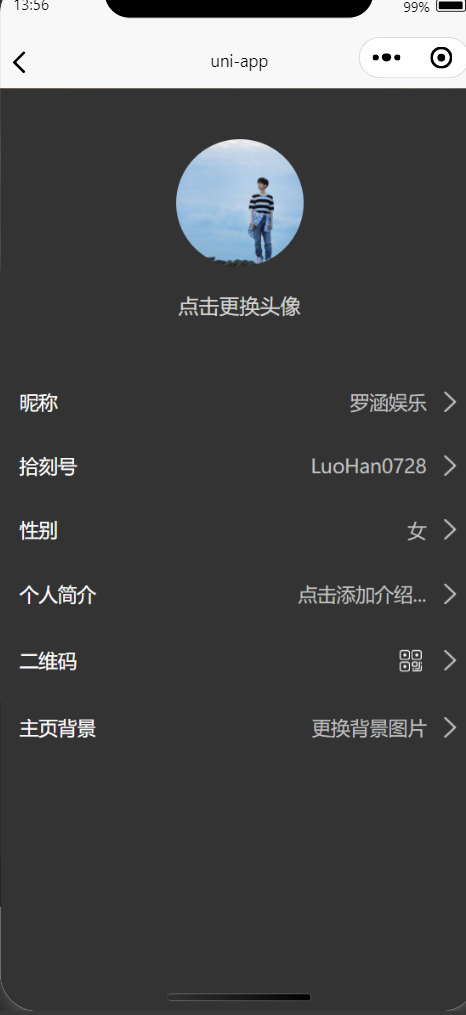 13:56
99%
uni-app
点击更换头像
昵称 罗涵娱乐
拾刻号 LuoHan0728
性别 女
个人简介 点击添加介绍...
二维码
主页背景 更换背景图片